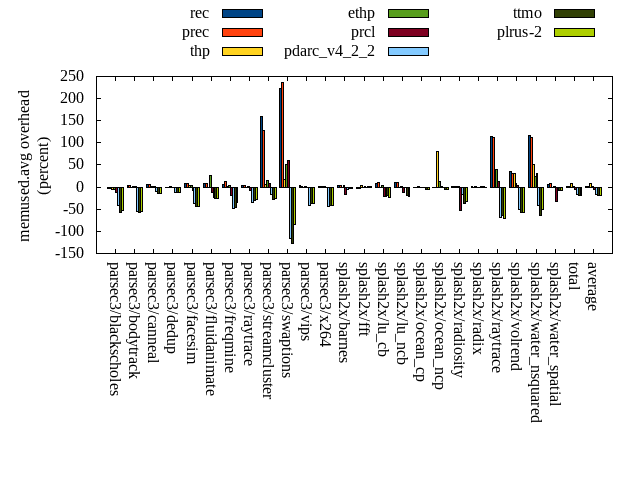 rec
ethp
ttmo
prec
prcl
plrus-2
thp
pdarc_v4_2_2
memused.avg overhead
(percent)
250
200
150
100
50
0
-50
-100
-150
parsec3/blackscholes
parsec3/bodytrack
parsec3/canneal
parsec3/dedup
parsec3/facesim
parsec3/fluidanimate
parsec3/freqmine
parsec3/raytrace
parsec3/streamcluster
parsec3/swaptions
parsec3/vips
parsec3/x264
splash2x/barnes
splash2x/fft
splash2x/lu_cb
splash2x/lu_ncb
splash2x/ocean_cp
splash2x/ocean_ncp
splash2x/radiosity
splash2x/radix
splash2x/raytrace
splash2x/volrend
splash2x/water_nsquared
splash2x/water_spatial
total
average